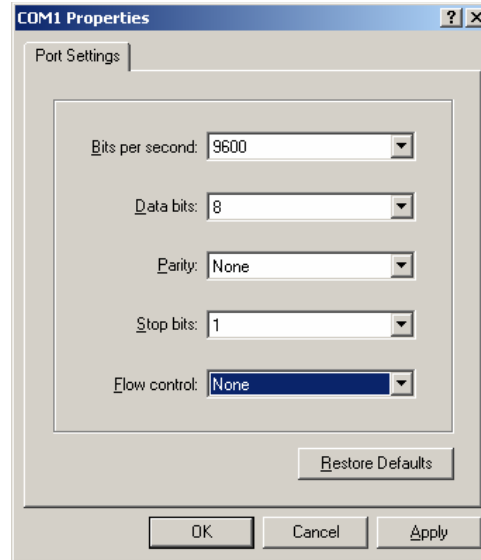 COM1 Properties
Port Settings
Bits per second: 9600
Data bits: 8
Parity: None
Stop bits: 1
Flow control: None
Restore Defaults
OK Cancel Apply